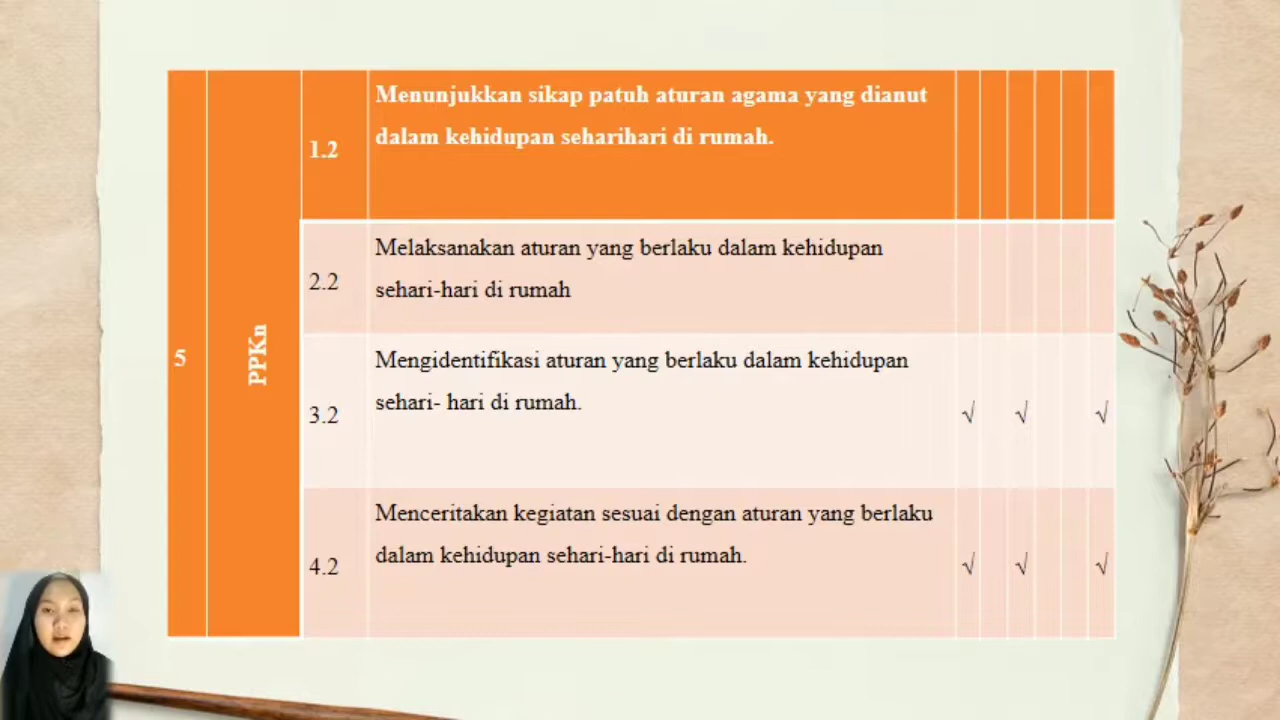 1.2
Menunjukkan sikap patuh aturan agama yang dianut
dalam kehidupan seharihari di rumah.
5
PPKn
2.2
Melaksanakan aturan yang berlaku dalam kehidupan
sehari-hari di rumah
3.2
Mengidentifikasi aturan yang berlaku dalam kehidupan
sehari- hari di rumah.
√ √ √
4.2
Menceritakan kegiatan sesuai dengan aturan yang berlaku
dalam kehidupan sehari-hari di rumah.
√ √ √